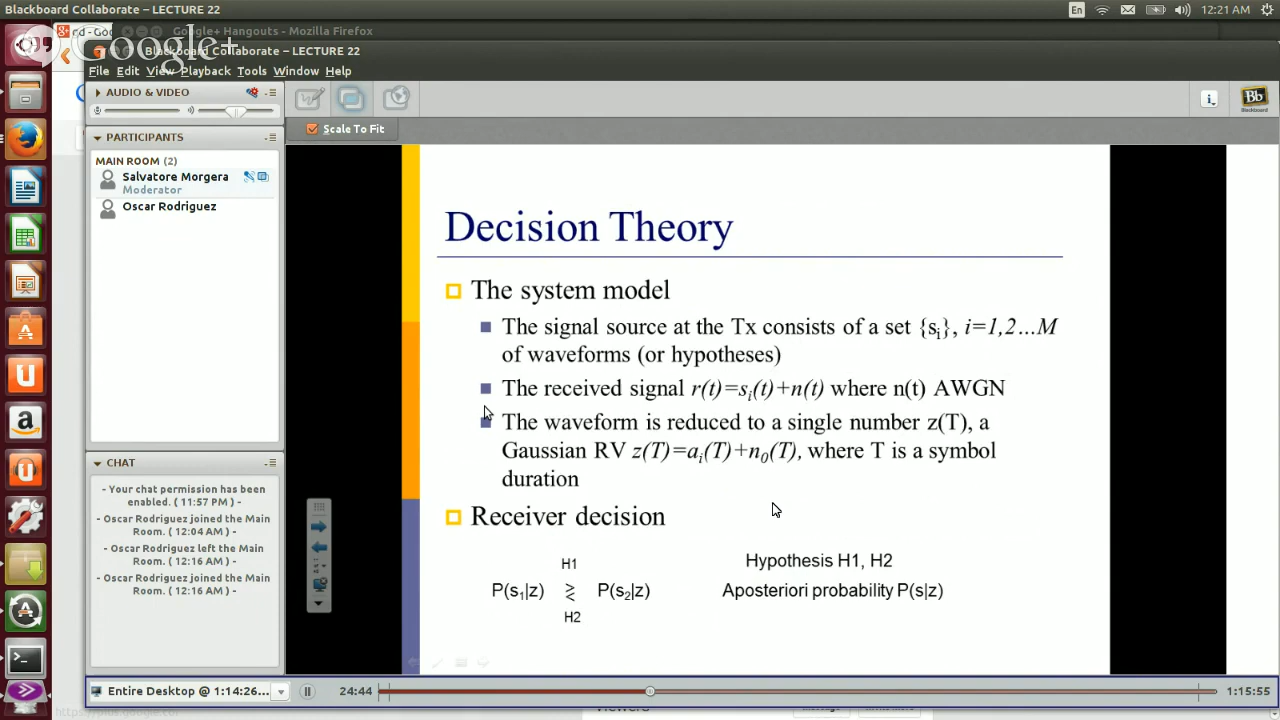 Blackboard Collaborate – LECTURE 22
En
12:21 AM
Google+ Hangouts - Mozilla Firefox
Google+
Blackboard Collaborate – LECTURE 22
File Edit View Playback Tools Window Help
AUDIO & VIDEO
Bb
Blackboard
Scale To Fit
PARTICIPANTS
MAIN ROOM (2)
Salvatore Morgera
Moderator
Oscar Rodriguez
CHAT
- Your chat permission has been
enabled. ( 11:57 PM ) -
- Oscar Rodriguez joined the Main
Room. ( 12:04 AM ) -
- Oscar Rodriguez left the Main
Room. ( 12:16 AM ) -
- Oscar Rodriguez joined the Main
Room. ( 12:16 AM ) -
Decision Theory
The system model
The signal source at the Tx consists of a set {si}, i=1,2...M
of waveforms (or hypotheses)
The received signal r(t)=si(t)+n(t) where n(t) AWGN
The waveform is reduced to a single number z(T), a
Gaussian RV z(T)=ai(T)+n0(T), where T is a symbol
duration
Receiver decision
H1
Hypothesis H1, H2
P(s1|z) ≷ P(s2|z)
Aposteriori probability P(s|z)
H2
Entire Desktop @ 1:14:26...
24:44
1:15:55